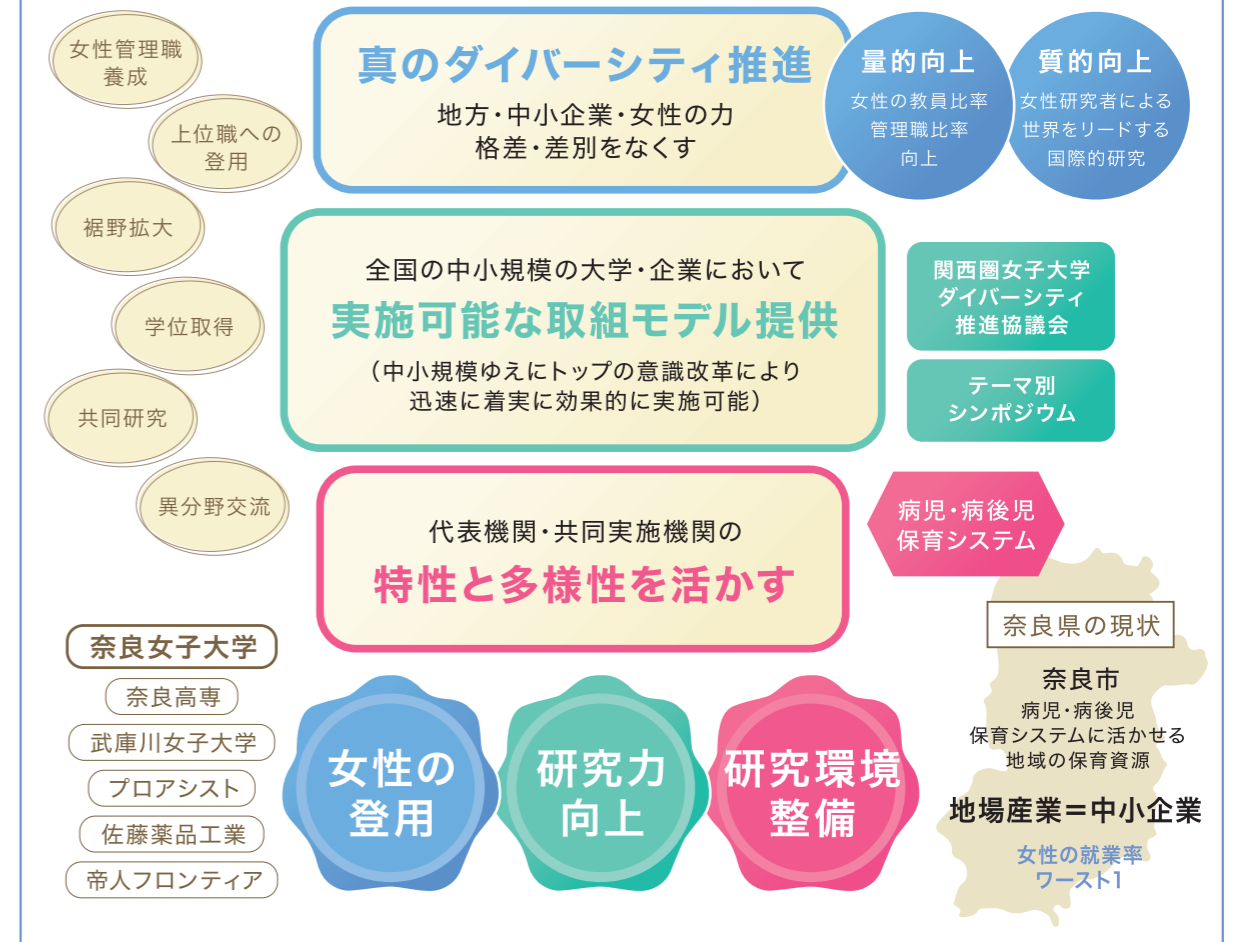 女性管理職
養成
上位職への
登用
裾野拡大
学位取得
共同研究
異分野交流
真のダイバーシティ推進
地方・中小企業・女性の力
格差・差別をなくす
量的向上
女性の教員比率
管理職比率
向上
質的向上
女性研究者による
世界をリードする
国際的研究
全国の中小規模の大学・企業において
実施可能な取組モデル提供
（中小規模ゆえにトップの意識改革により
迅速に着実に効果的に実施可能）
関西圏女子大学
ダイバーシティ
推進協議会
テーマ別
シンポジウム
代表機関・共同実施機関の
特性と多様性を活かす
病児・病後児
保育システム
奈良女子大学
奈良高専
武庫川女子大学
プロアシスト
佐藤薬品工業
帝人フロンティア
女性の
登用
研究力
向上
研究環境
整備
奈良県の現状
奈良市
病児・病後児
保育システムに活かせる
地域の保育資源
地場産業＝中小企業
女性の就業率
ワースト1